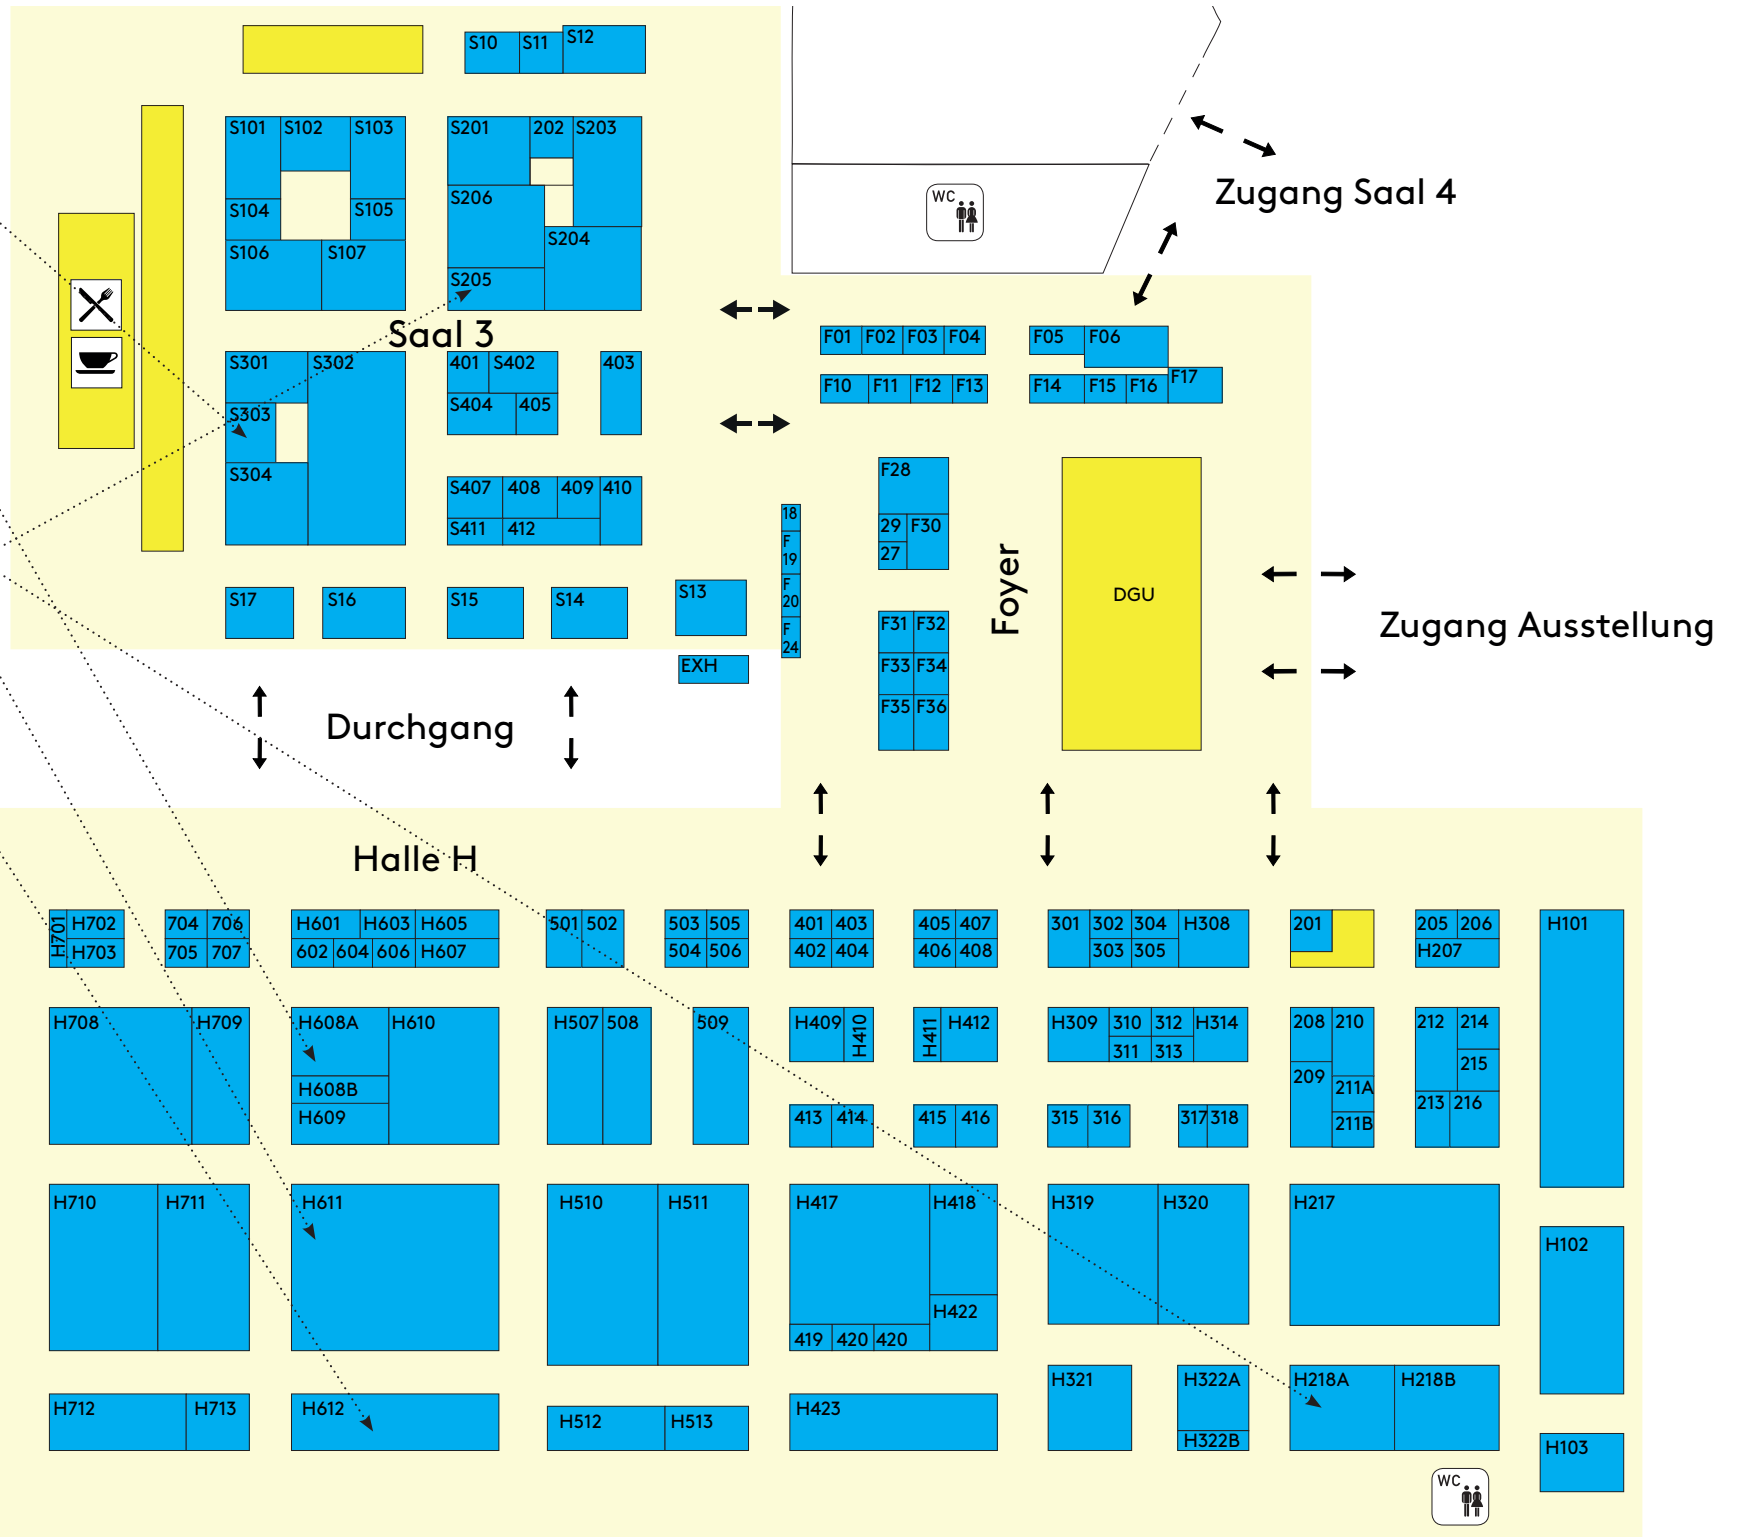 S10 S11 S12
S101 S102 S103
S201 202 S203
S104 S105
S206
S106 S107
S204
S205
Saal 3
S301 S302
401 S402 403
S303
S404 405
S304
S407 408 409 410
S411 412
S17 S16 S15 S14 S13
EXH
Durchgang
WC
Zugang Saal 4
F01 F02 F03 F04 F05 F06
F10 F11 F12 F13 F14 F15 F16 F17
F28
29 F30
27
18
F
19
F
20
F
24
F31 F32
F33 F34
F35 F36
Foyer
DGU
Zugang Ausstellung
Halle H
H701 H702 704 706 H601 H603 H605 501 502 503 505 401 403 405 407 301 302 304 H308 201 205 206 H101
H703 705 707 602 604 606 H607 504 506 402 404 406 408 303 305 H207
H708 H709 H608A H610 H507 508 509 H409 H410 H411 H412 H309 310 312 H314 208 210 212 214
311 313
215
H608B 209 211A
H609 413 414 415 416 315 316 317 318 211B 213 216
H710 H711 H611 H510 H511 H417 H418 H319 H320 H217
H102
H422
419 420 420
H321 H322A H218A H218B
H712 H713 H612 H512 H513 H423
H322B
H103
WC